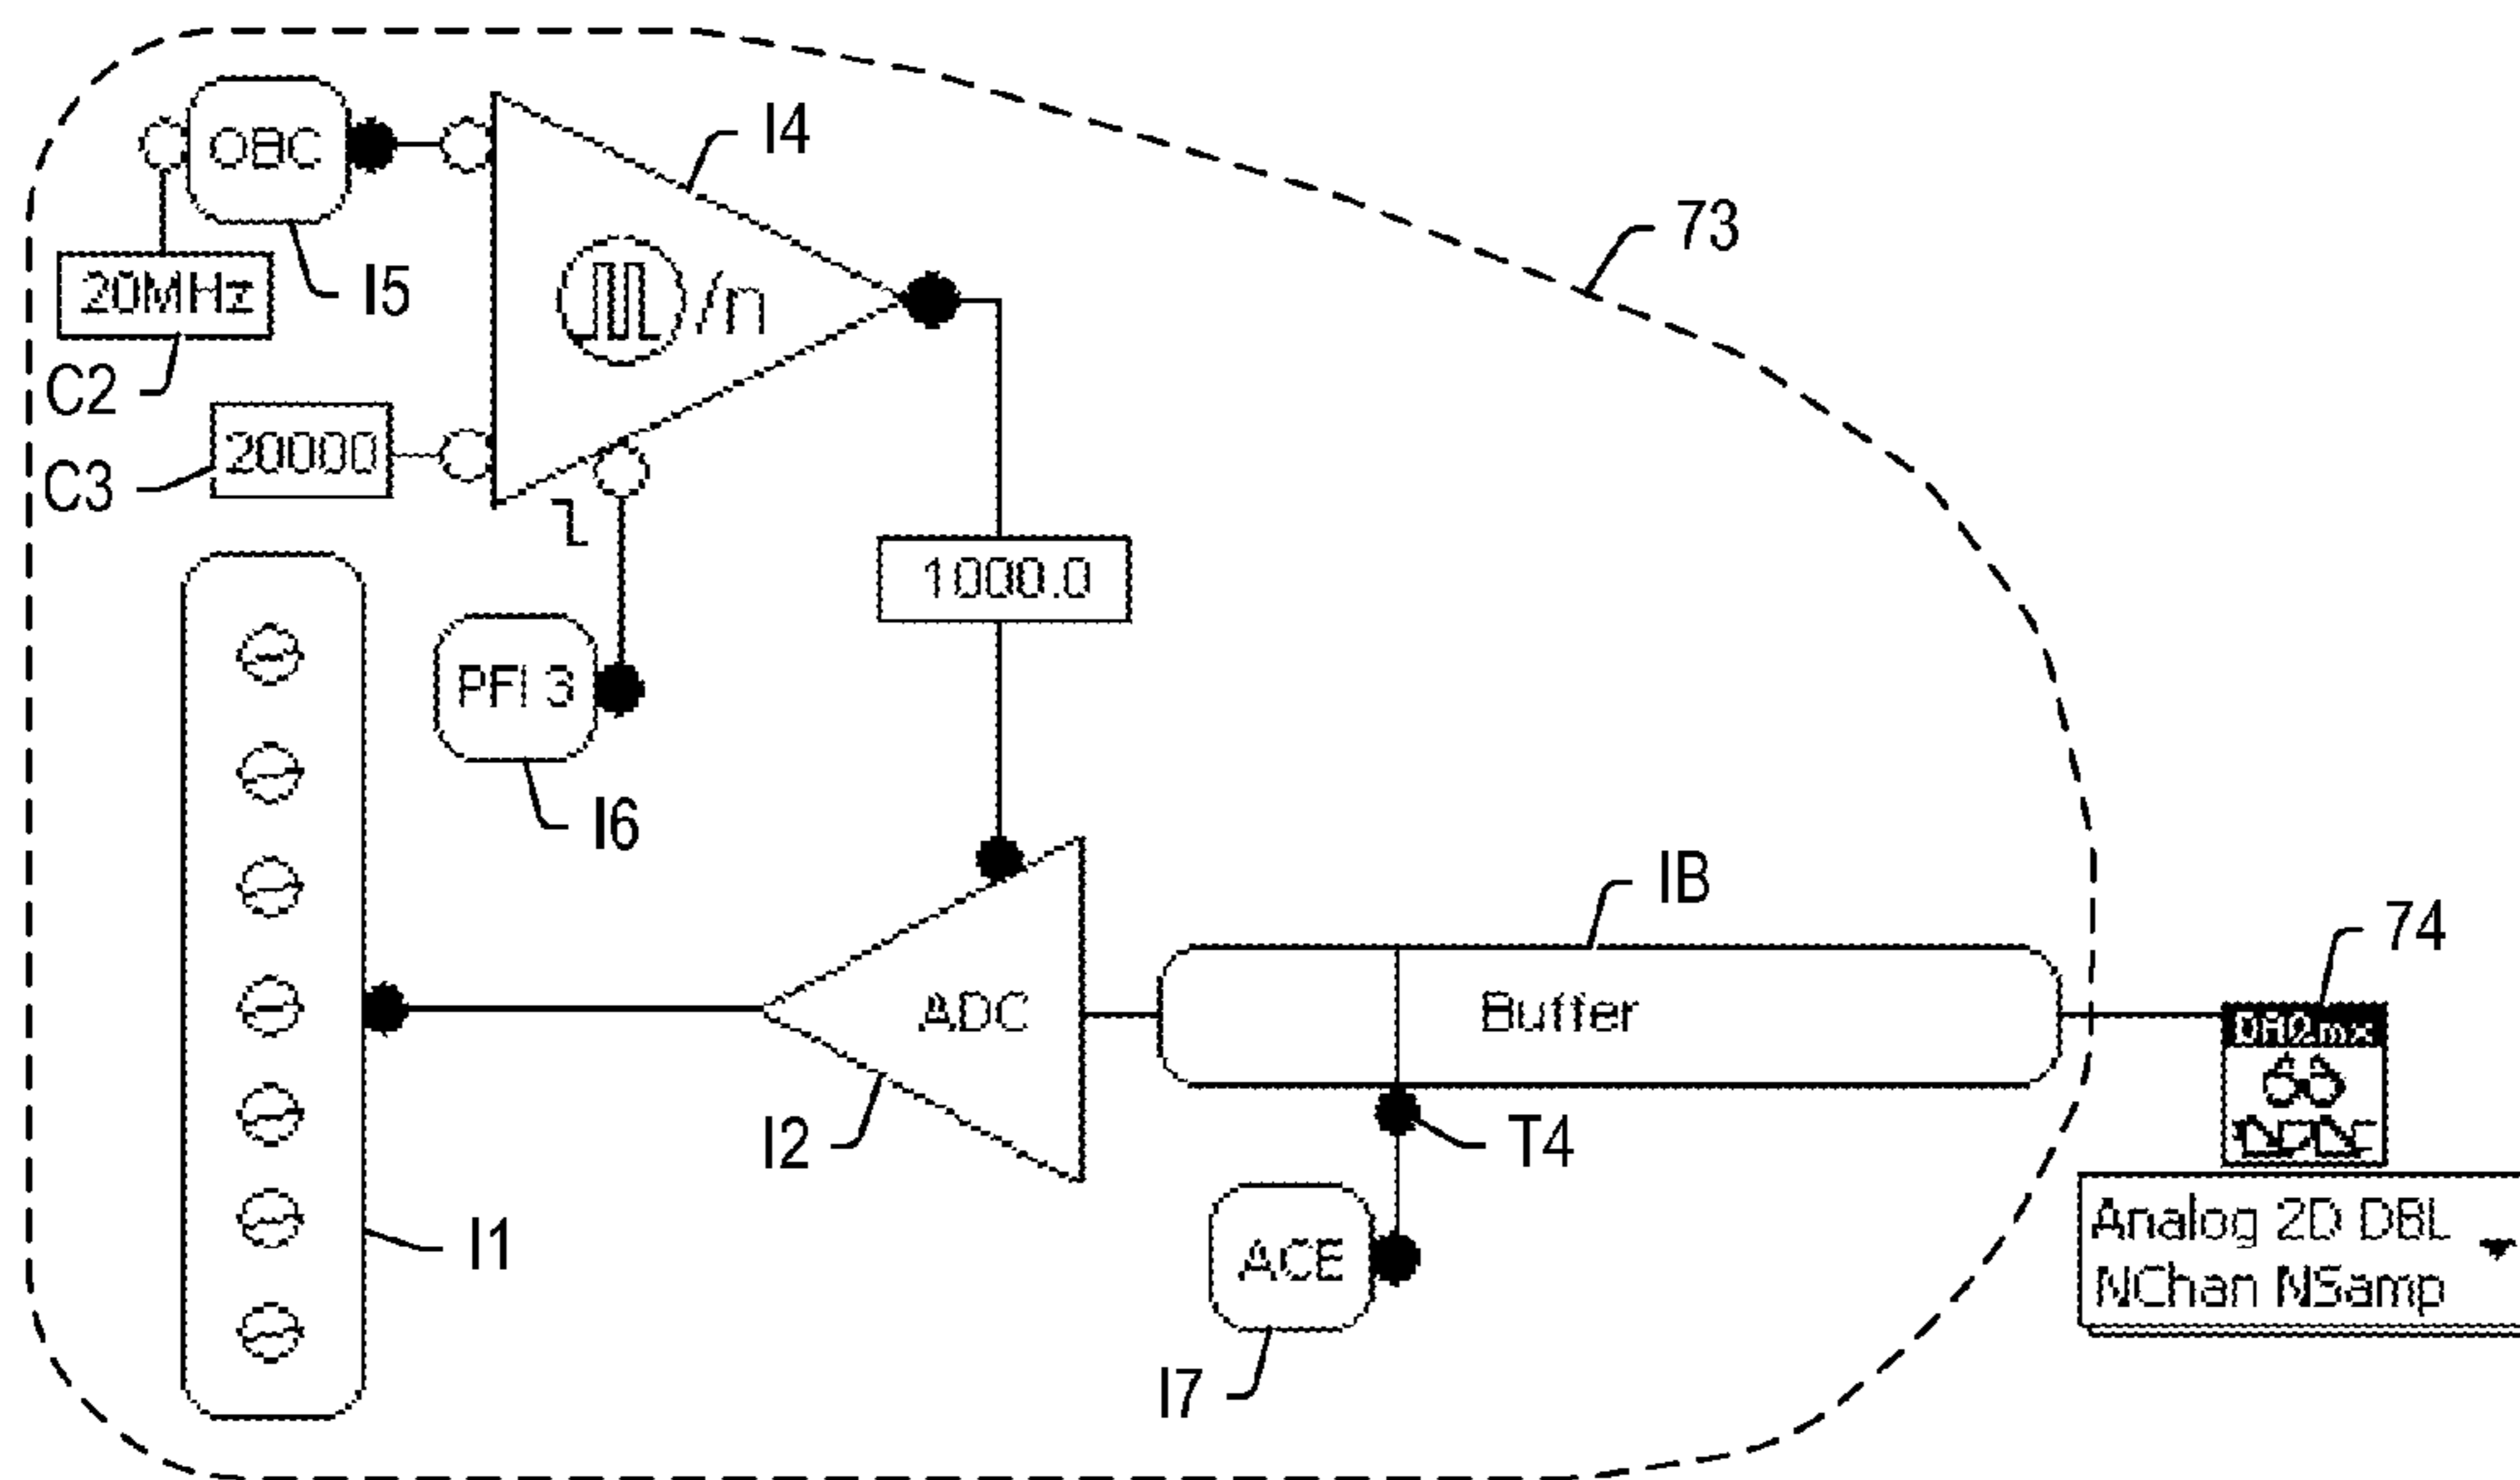 OBC
I4
73
20MHz
I5
/n
C2
20000
C3
1000.0
PFI 3
I6
IB
74
ADC
Buffer
I2
T4
I1
ACE
Analog 2D DBL
NChan NSamp
I7